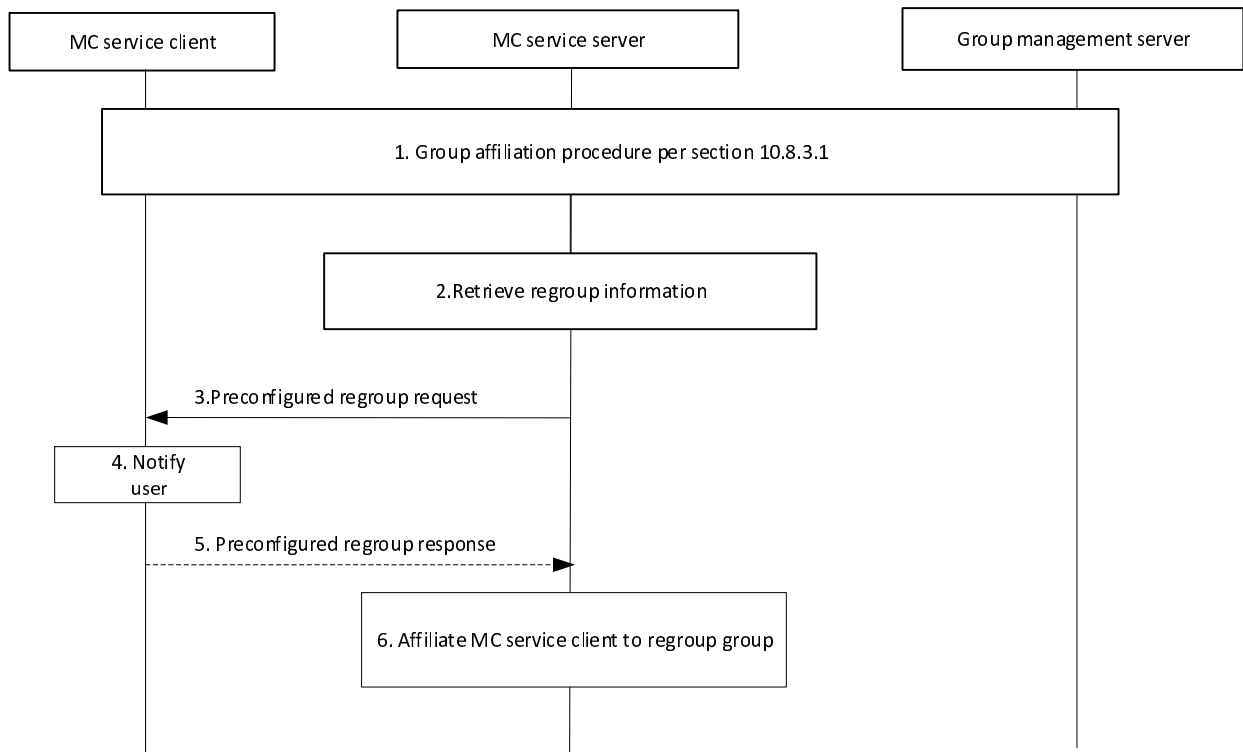 MC service client
MC service server
Group management server
1. Group affiliation procedure per section 10.8.3.1
2.Retrieve regroup information
3.Preconfigured regroup request
4. Notify
user
5. Preconfigured regroup response
6. Affiliate MC service client to regroup group